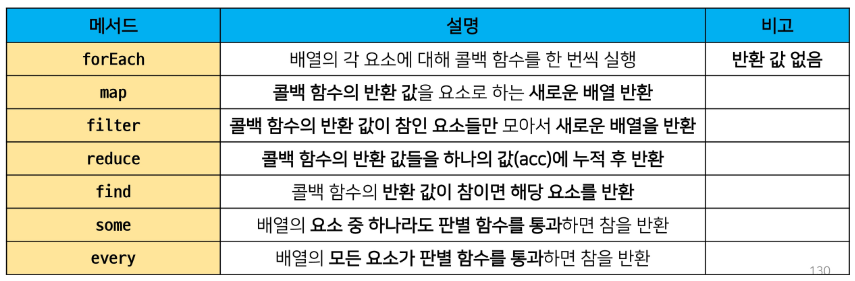 메서드 설명 비고
forEach 배열의 각 요소에 대해 콜백 함수를 한 번씩 실행 반환 값 없음
map 콜백 함수의 반환 값을 요소로 하는 새로운 배열 반환
filter 콜백 함수의 반환 값이 참인 요소들만 모아서 새로운 배열을 반환
reduce 콜백 함수의 반환 값들을 하나의 값(acc)에 누적 후 반환
find 콜백 함수의 반환 값이 참이면 해당 요소를 반환
some 배열의 요소 중 하나라도 판별 함수를 통과하면 참을 반환
every 배열의 모든 요소가 판별 함수를 통과하면 참을 반환
130